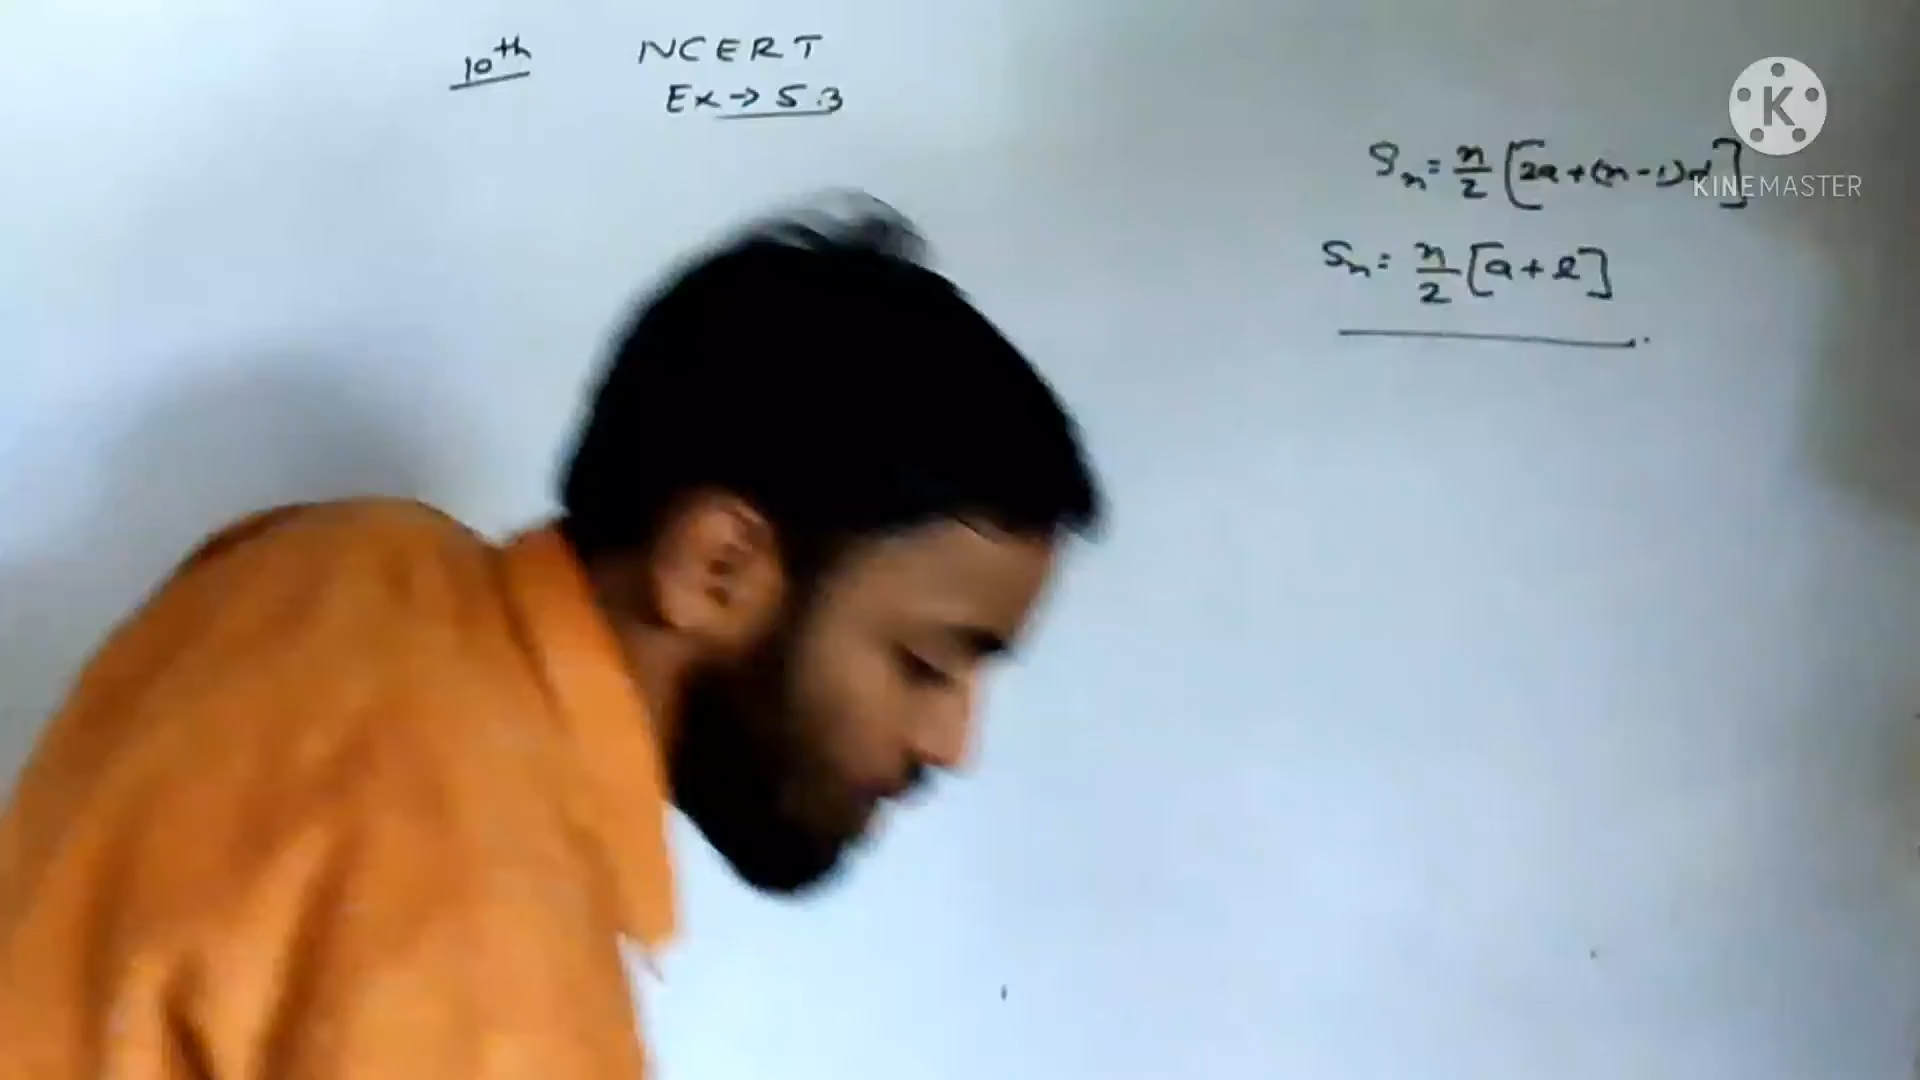 10th
NCERT
Ex → 5.3
Sn = n/2 [2a + (n-1)d]
Sn = n/2 [a + l]
K
KINEMASTER